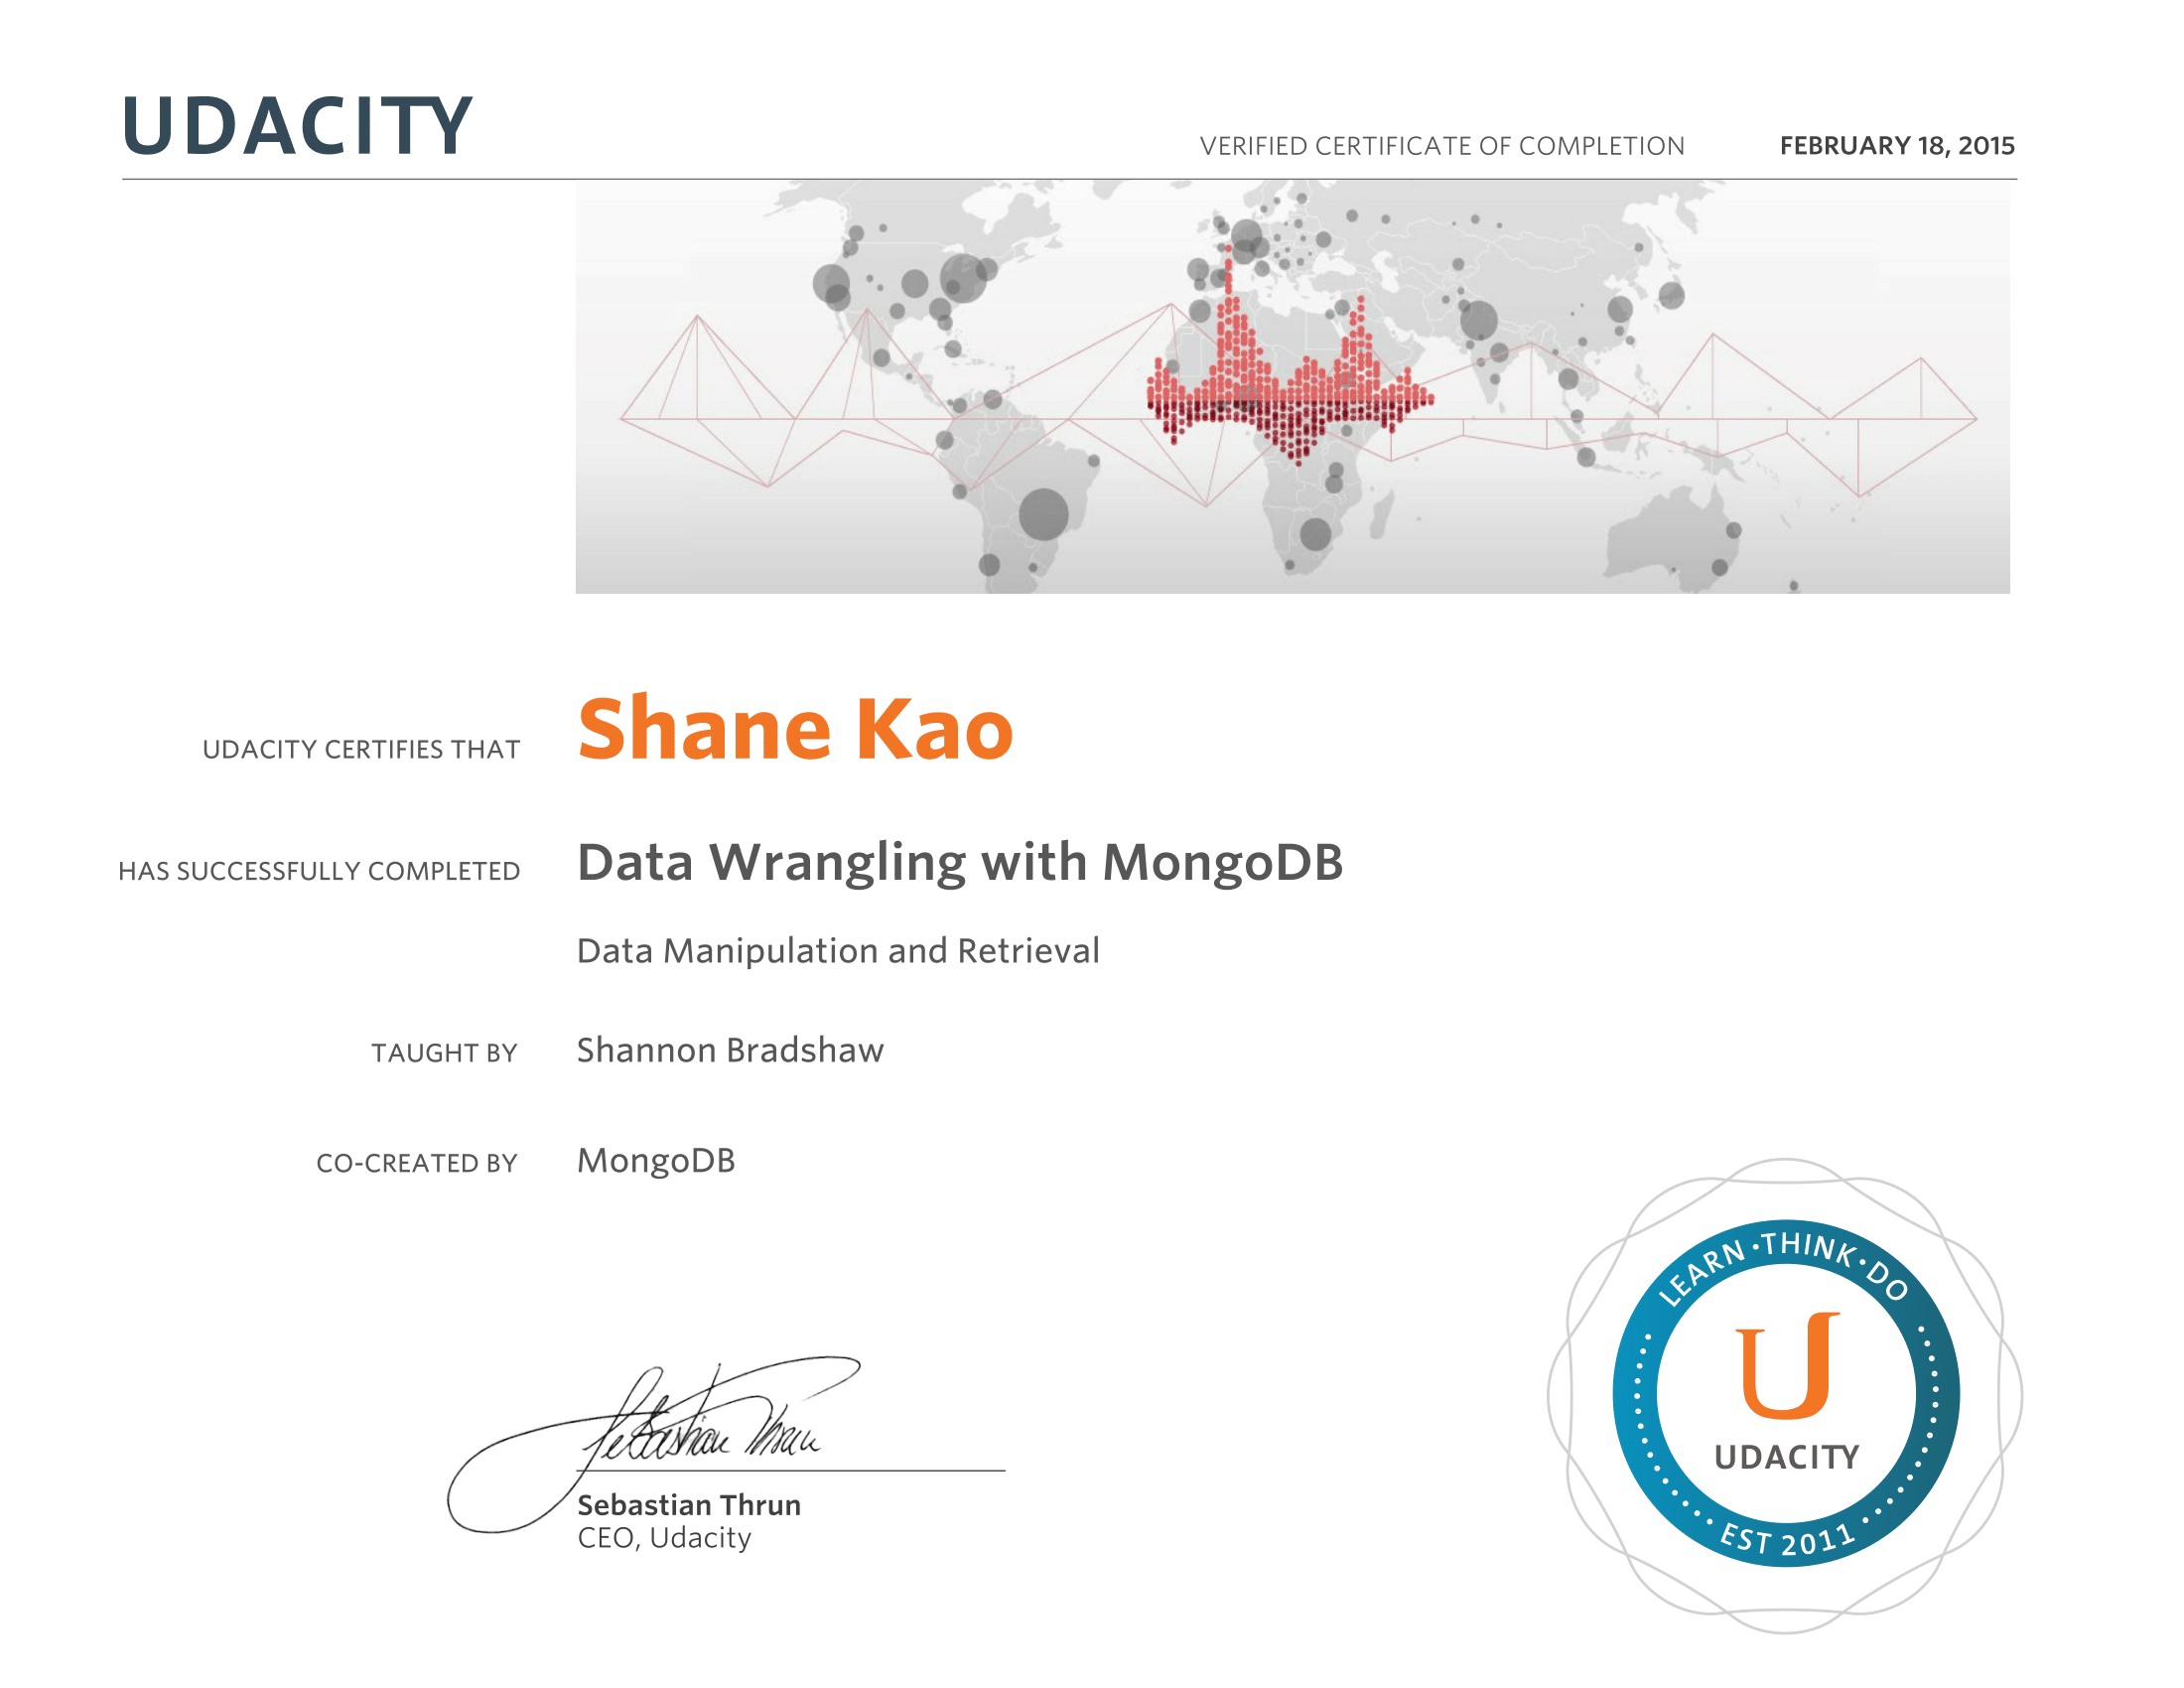 UDACITY
VERIFIED CERTIFICATE OF COMPLETION FEBRUARY 18, 2015
UDACITY CERTIFIES THAT Shane Kao
HAS SUCCESSFULLY COMPLETED Data Wrangling with MongoDB
Data Manipulation and Retrieval
TAUGHT BY Shannon Bradshaw
CO-CREATED BY MongoDB
Sebastian Thrun
Sebastian Thrun
CEO, Udacity
LEARN · THINK · DO
U
UDACITY
EST 2011